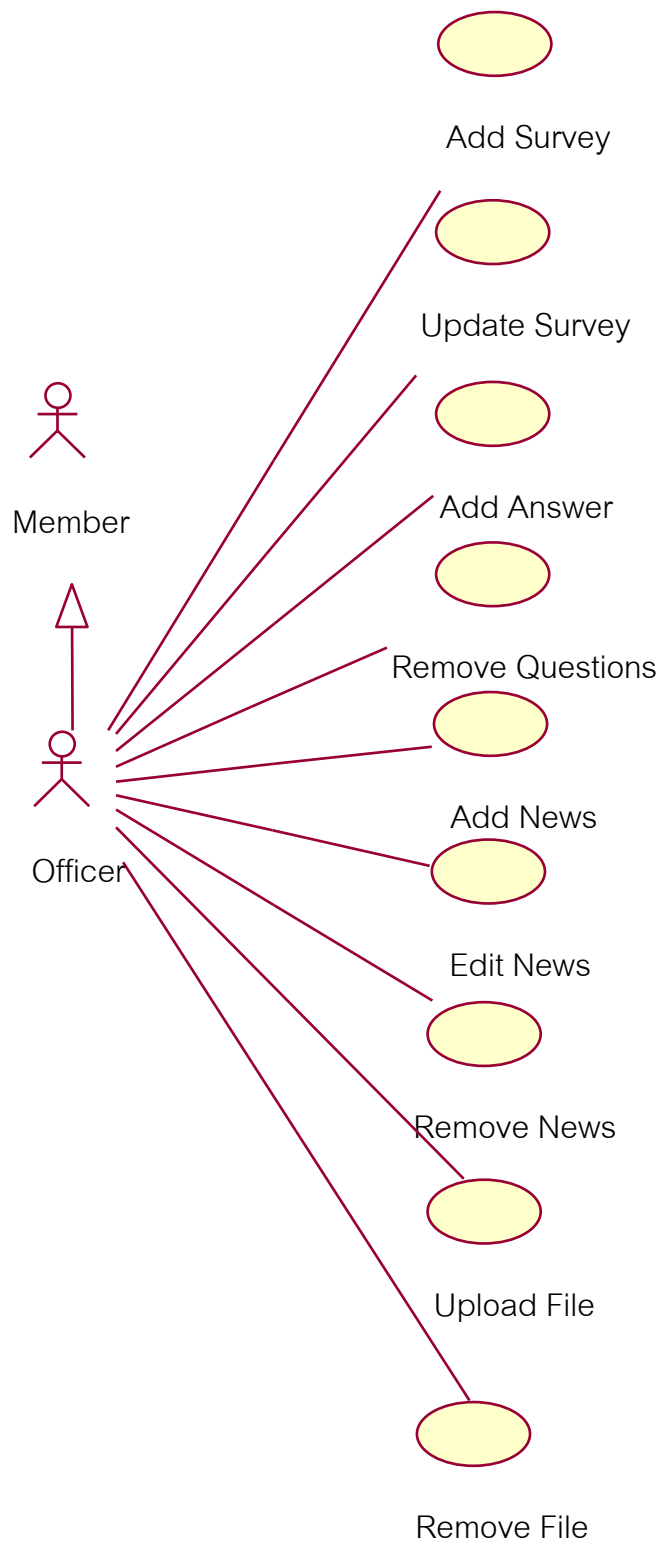 Add Survey
Update Survey
Member
Add Answer
Remove Questions
Add News
Officer
Edit News
Remove News
Upload File
Remove File